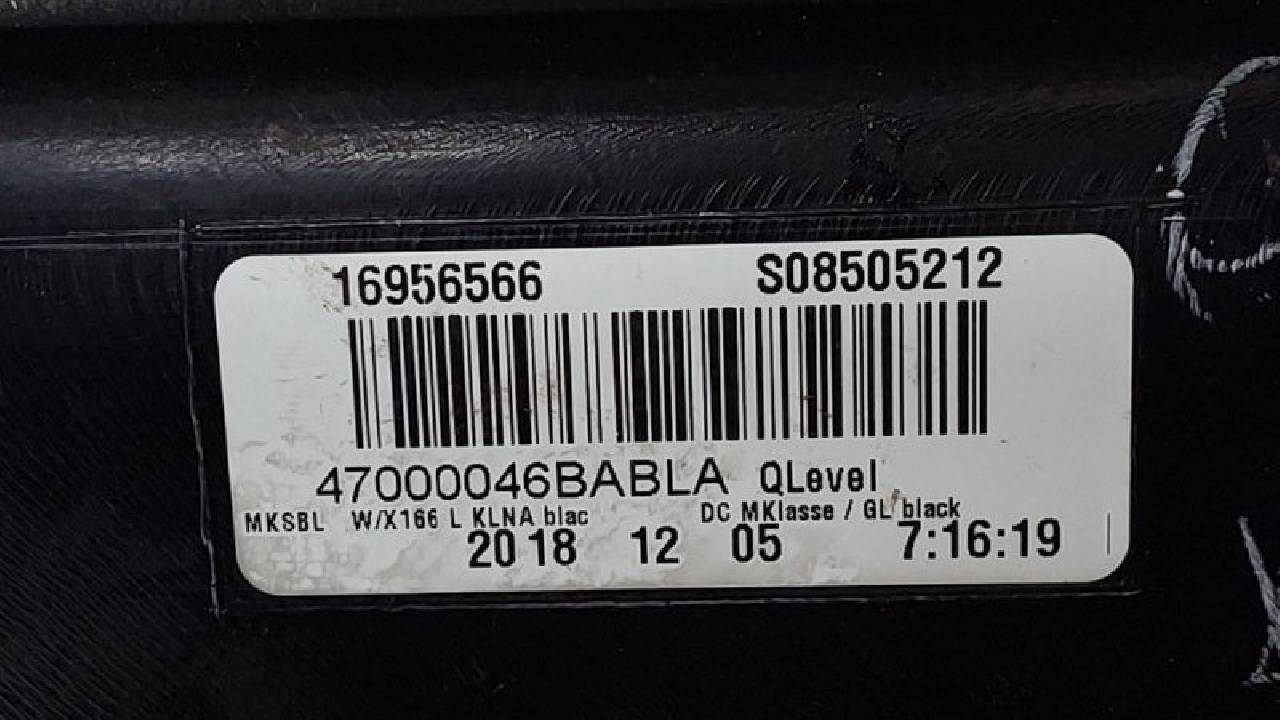 16956566 S08505212
47000046BABLA QLevel
MKSBL W/X166 L KLNA blac DC MKlasse / GL black
2018 12 05 7:16:19